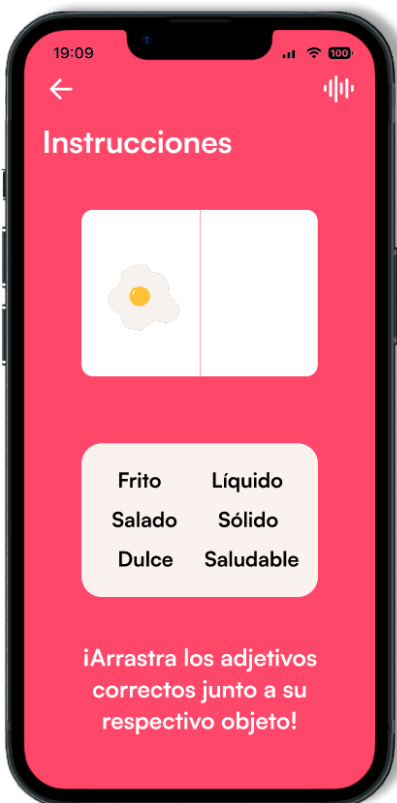 19:09
100
Instrucciones
Frito Líquido
Salado Sólido
Dulce Saludable
¡Arrastra los adjetivos
correctos junto a su
respectivo objeto!